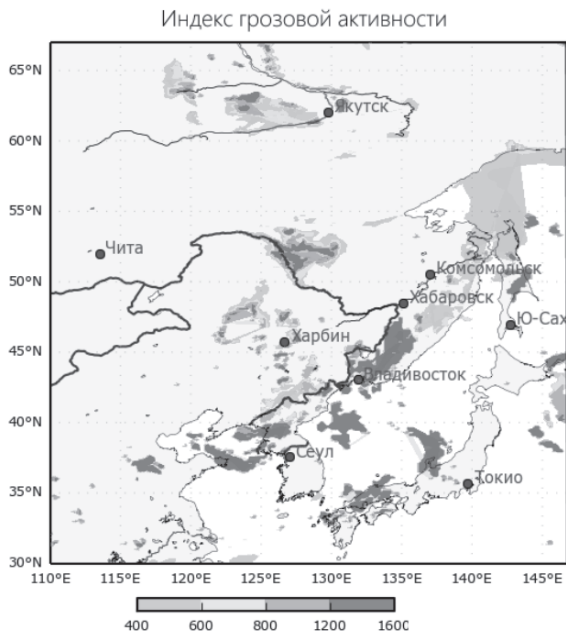 Индекс грозовой активности
65°N
60°N
55°N
50°N
45°N
40°N
35°N
30°N
Якутск
Чита
Комсомольск
Хабаровск
Ю-Сах
Харбин
Владивосток
Сеул
Токио
110°E 115°E 120°E 125°E 130°E 135°E 140°E 145°E
400 600 800 1200 1600